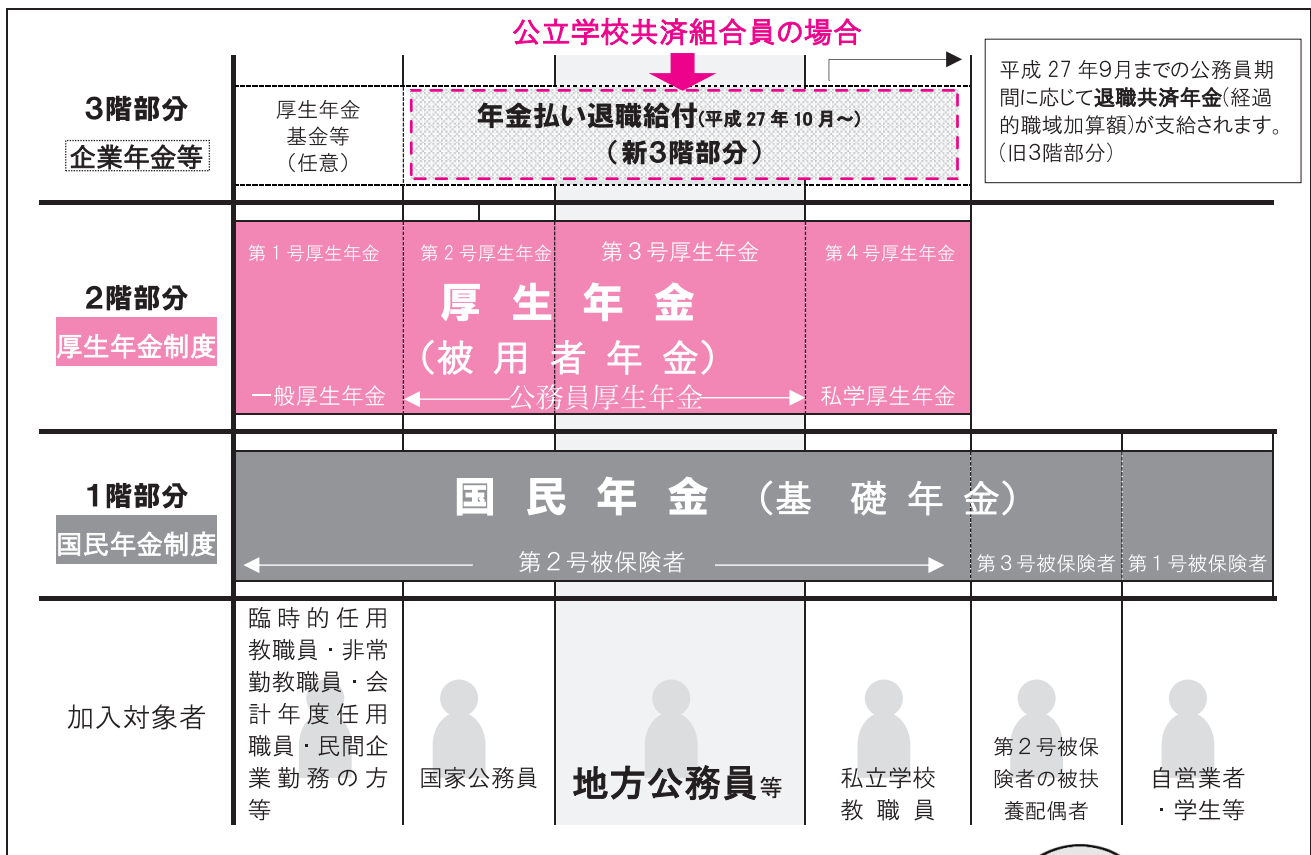 公立学校共済組合員の場合
平成 27 年9月までの公務員期
間に応じて退職共済年金(経過
的職域加算額)が支給されます。
(旧3階部分)
3階部分
企業年金等
厚生年金
基金等
(任意)
年金払い退職給付(平成 27 年 10 月~)
(新3階部分)
2階部分
厚生年金制度
第1号厚生年金
第2号厚生年金
第3号厚生年金
第4号厚生年金
厚生年金
(被用者年金)
一般厚生年金
公務員厚生年金
私学厚生年金
1階部分
国民年金制度
国民年金(基礎年金)
第2号被保険者
第3号被保険者
第1号被保険者
加入対象者
臨時的任用
教職員・非常
勤教職員・会
計年度任用
職員・民間企
業勤務の方
等
国家公務員
地方公務員等
私立学校
教職員
第2号被保
険者の被扶
養配偶者
自営業者
・学生等